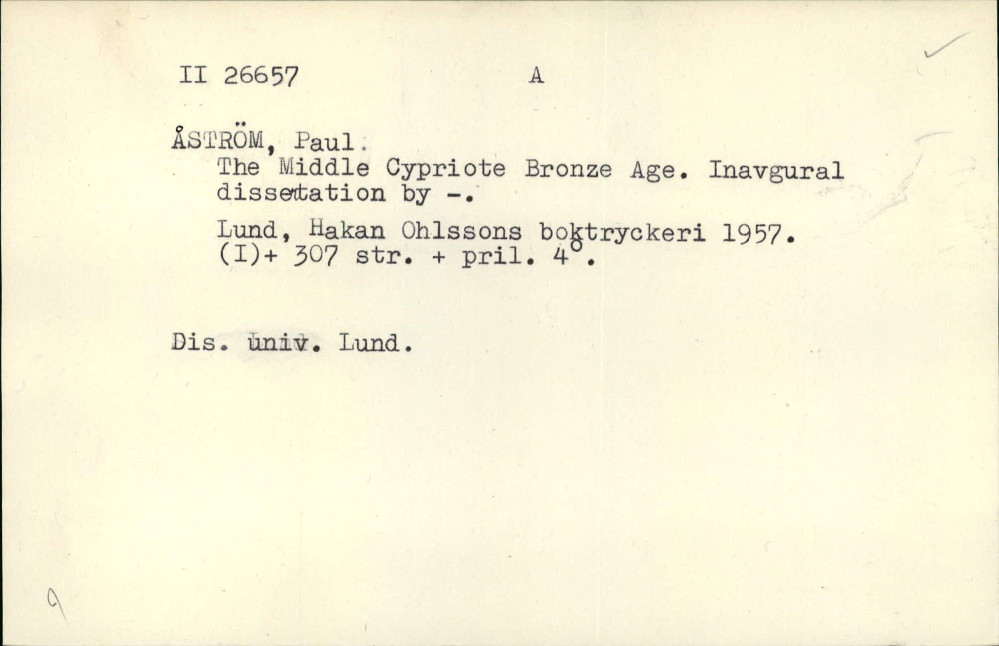 II 26657 A
ÅSTRÖM, Paul.
The Middle Cypriote Bronze Age. Inavgural
dissertation by -.
Lund, Hakan Ohlssons boktryckeri 1957.
(I)+ 307 str. + pril. 4°.
Dis. univ. Lund.